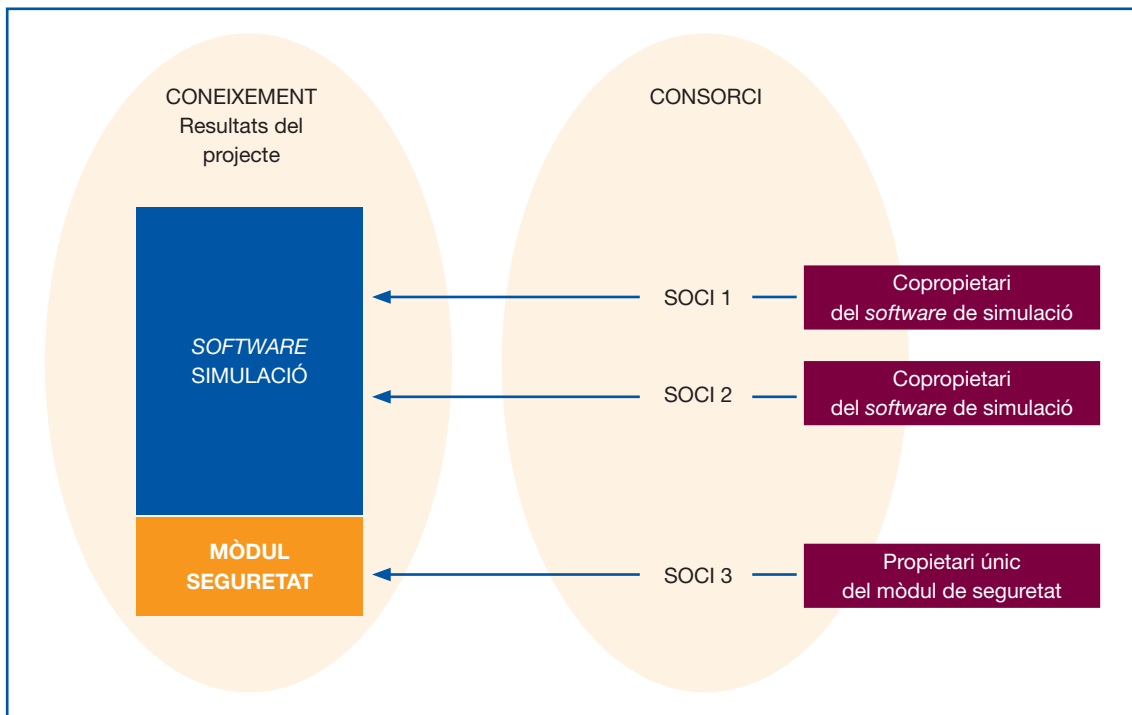 CONEIXEMENT
Resultats del
projecte
CONSORCI
SOFTWARE
SIMULACIÓ
MÒDUL
SEGURETAT
SOCI 1
Copropietari
del software de simulació
SOCI 2
Copropietari
del software de simulació
SOCI 3
Propietari únic
del mòdul de seguretat